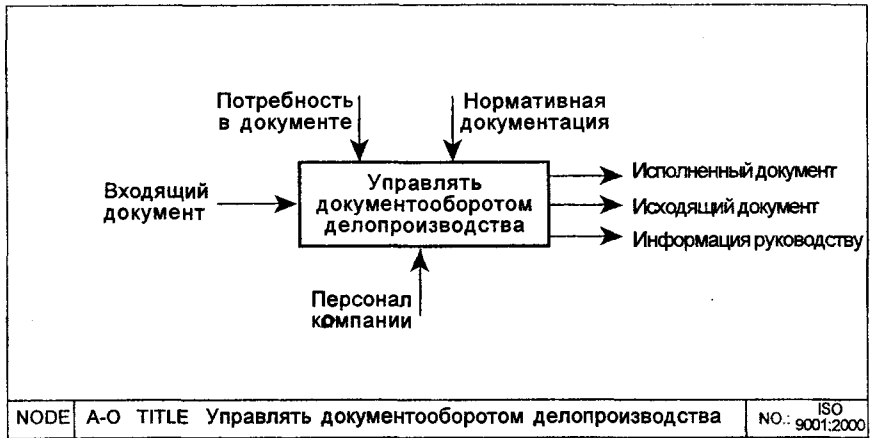 Потребность
в документе
Нормативная
документация
Входящий
документ
Управлять
документооборотом
делопроизводства
Исполненный документ
Исходящий документ
Информация руководству
Персонал
компании
NODE A-O TITLE Управлять документооборотом делопроизводства NO.: ISO
9001;2000